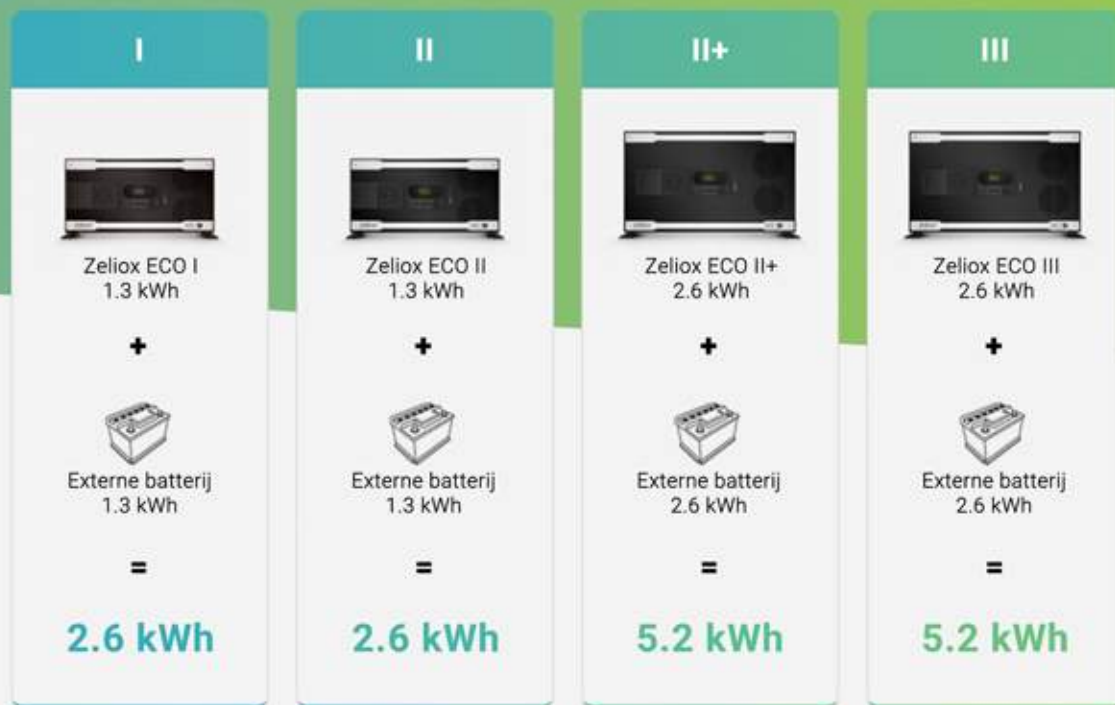 I
Zeliox ECO I
1.3 kWh
+
Externe batterij
1.3 kWh
=
2.6 kWh
II
Zeliox ECO II
1.3 kWh
+
Externe batterij
1.3 kWh
=
2.6 kWh
II+
Zeliox ECO II+
2.6 kWh
+
Externe batterij
2.6 kWh
=
5.2 kWh
III
Zeliox ECO III
2.6 kWh
+
Externe batterij
2.6 kWh
=
5.2 kWh